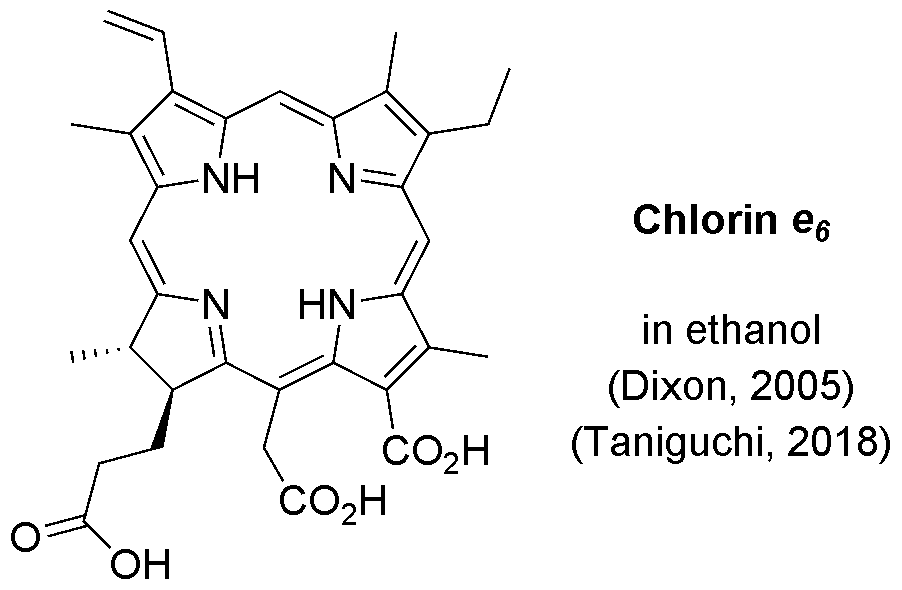 NH
N
N
HN
CO₂H
CO₂H
O
OH
Chlorin e₆
in ethanol
(Dixon, 2005)
(Taniguchi, 2018)